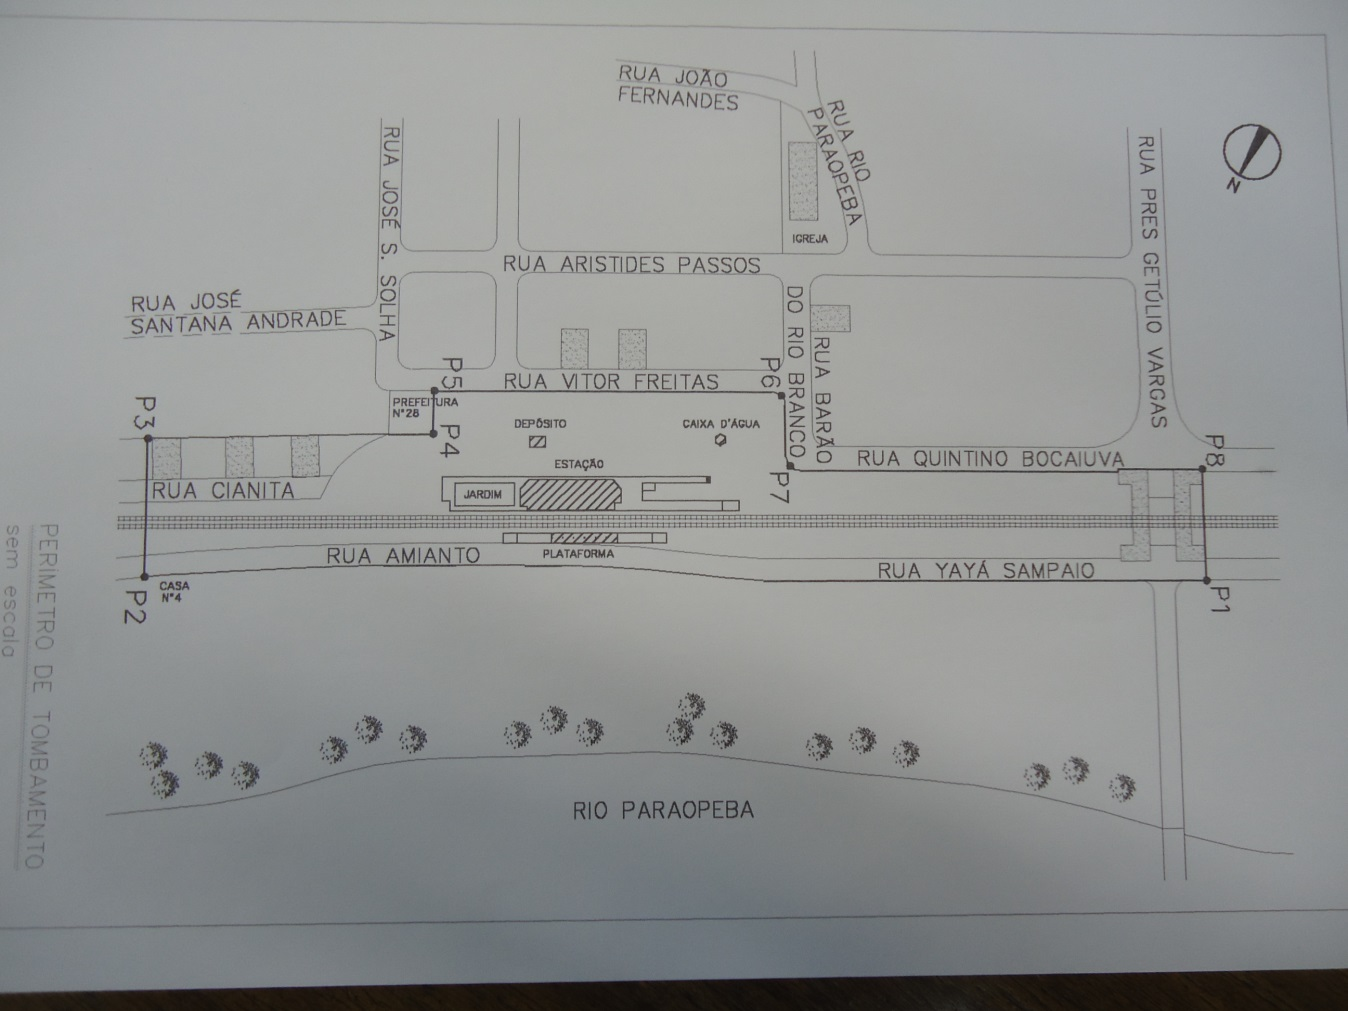 RUA JOÃO
FERNANDES
RUA RIO
PARAOPEBA
RUA JOSÉ S. SOLHA
RUA PRES GETÚLIO VARGAS
N
IGREJA
RUA ARISTIDES PASSOS
RUA JOSÉ
SANTANA ANDRADE
RUA BARÃO
DO RIO BRANCO
P5
RUA VITOR FREITAS
P6
PREFEITURA
N°28
P3
P4
DEPÓSITO
CAIXA D'ÁGUA
ESTAÇÃO
P7
RUA QUINTINO BOCAIUVA
P8
RUA CIANITA
JARDIM
RUA AMIANTO
PLATAFORMA
RUA YAYÁ SAMPAIO
CASA
N°4
P2
P1
RIO PARAOPEBA
PERÍMETRO DE TOMBAMENTO
sem escala